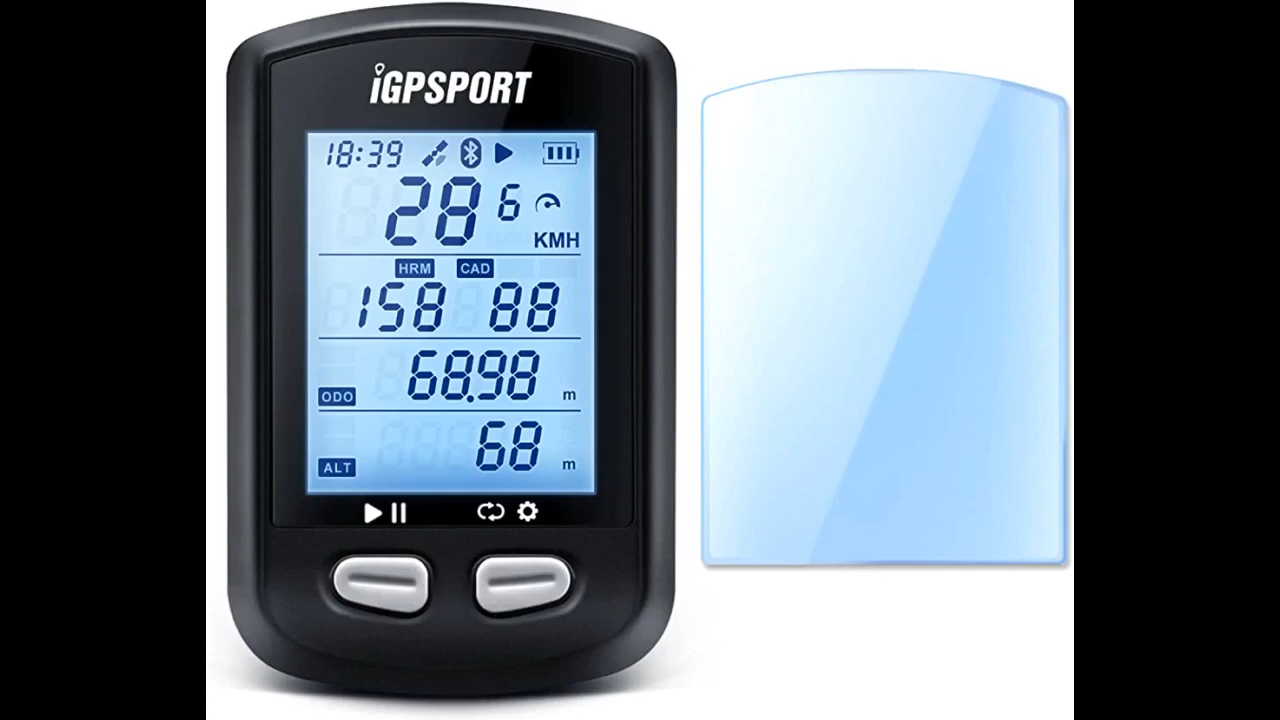 iGPSPORT
18:39
28 6
KMH
HRM CAD
158 88
68.98
ODO m
68
ALT m